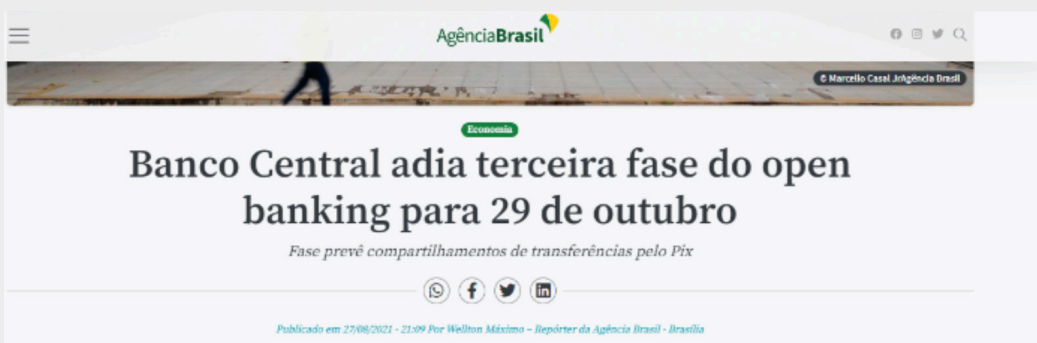 AgênciaBrasil
© Marcello Casal JrAgência Brasil
Economia
Banco Central adia terceira fase do open
banking para 29 de outubro
Fase prevê compartilhamentos de transferências pelo Pix
Publicado em 27/08/2021 - 21:09 Por Wellton Máximo – Repórter da Agência Brasil - Brasília